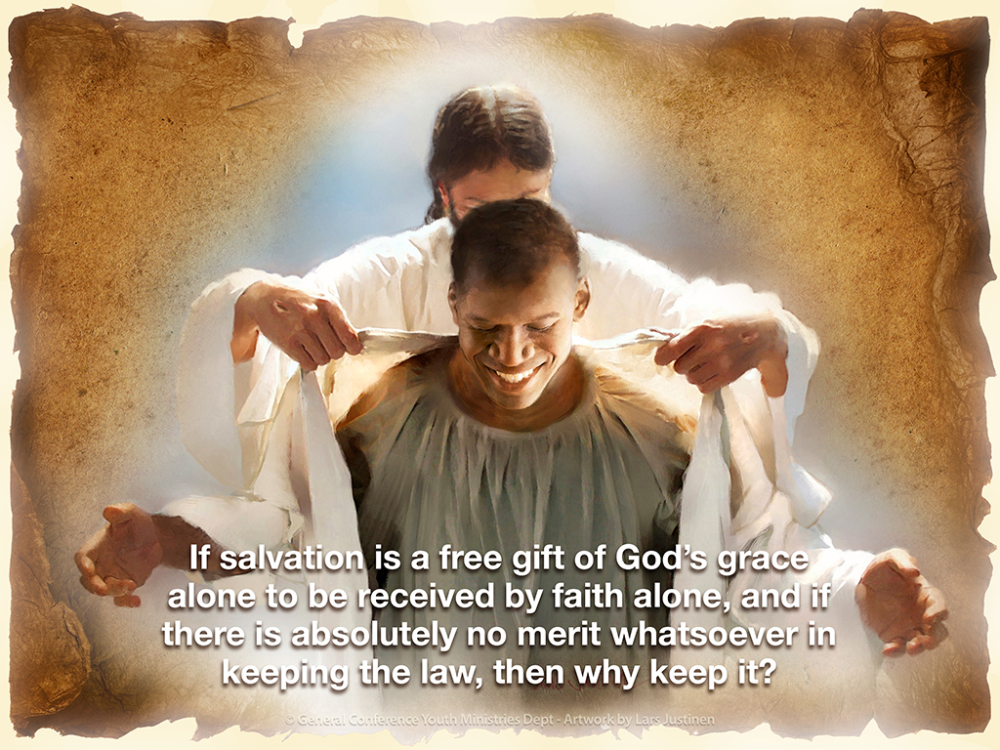 If salvation is a free gift of God’s grace
alone to be received by faith alone, and if
there is absolutely no merit whatsoever in
keeping the law, then why keep it?
© General Conference Youth Ministries Dept - Artwork by Lars Justinen